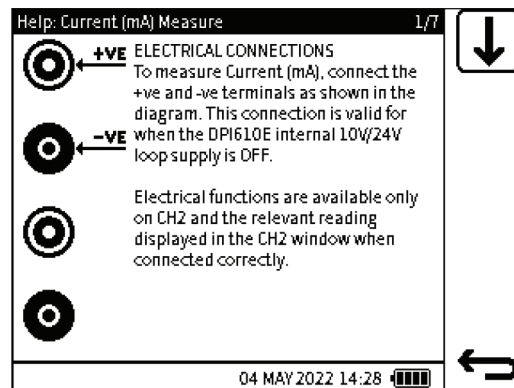 Help: Current (mA) Measure 1/7
+VE ELECTRICAL CONNECTIONS
To measure Current (mA), connect the
+ve and -ve terminals as shown in the
diagram. This connection is valid for
-VE when the DPI610E internal 10V/24V
loop supply is OFF.
Electrical functions are available only
on CH2 and the relevant reading
displayed in the CH2 window when
connected correctly.
04 MAY 2022 14:28